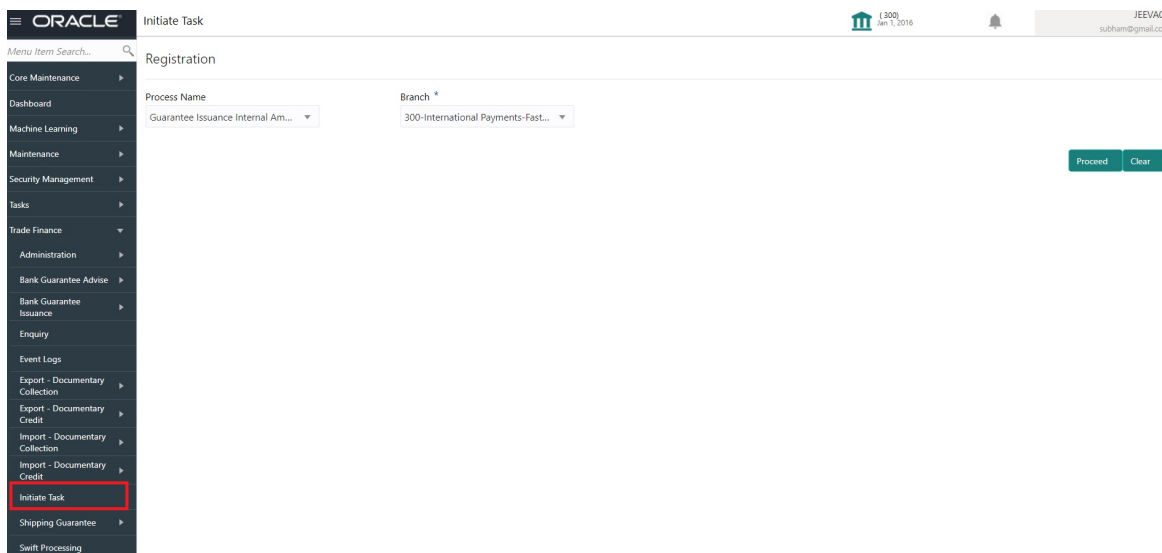 ORACLE
Initiate Task
( 300)
Jan 1, 2016
JEEVA
subham@gmail.co
Menu Item Search...
Registration
Core Maintenance
Dashboard
Machine Learning
Maintenance
Security Management
Tasks
Trade Finance
Administration
Bank Guarantee Advise
Bank Guarantee
Issuance
Enquiry
Event Logs
Export - Documentary
Collection
Export - Documentary
Credit
Import - Documentary
Collection
Import - Documentary
Credit
Initiate Task
Shipping Guarantee
Swift Processing
Process Name
Branch *
Guarantee Issuance Internal Am...
300-International Payments-Fast...
Proceed
Clear